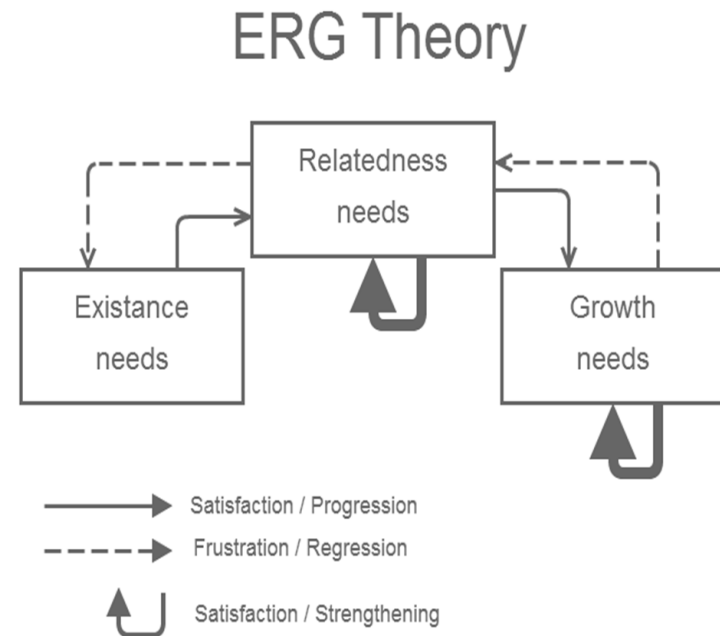 ERG Theory
Relatedness
needs
Existance
needs
Growth
needs
Satisfaction / Progression
Frustration / Regression
Satisfaction / Strengthening